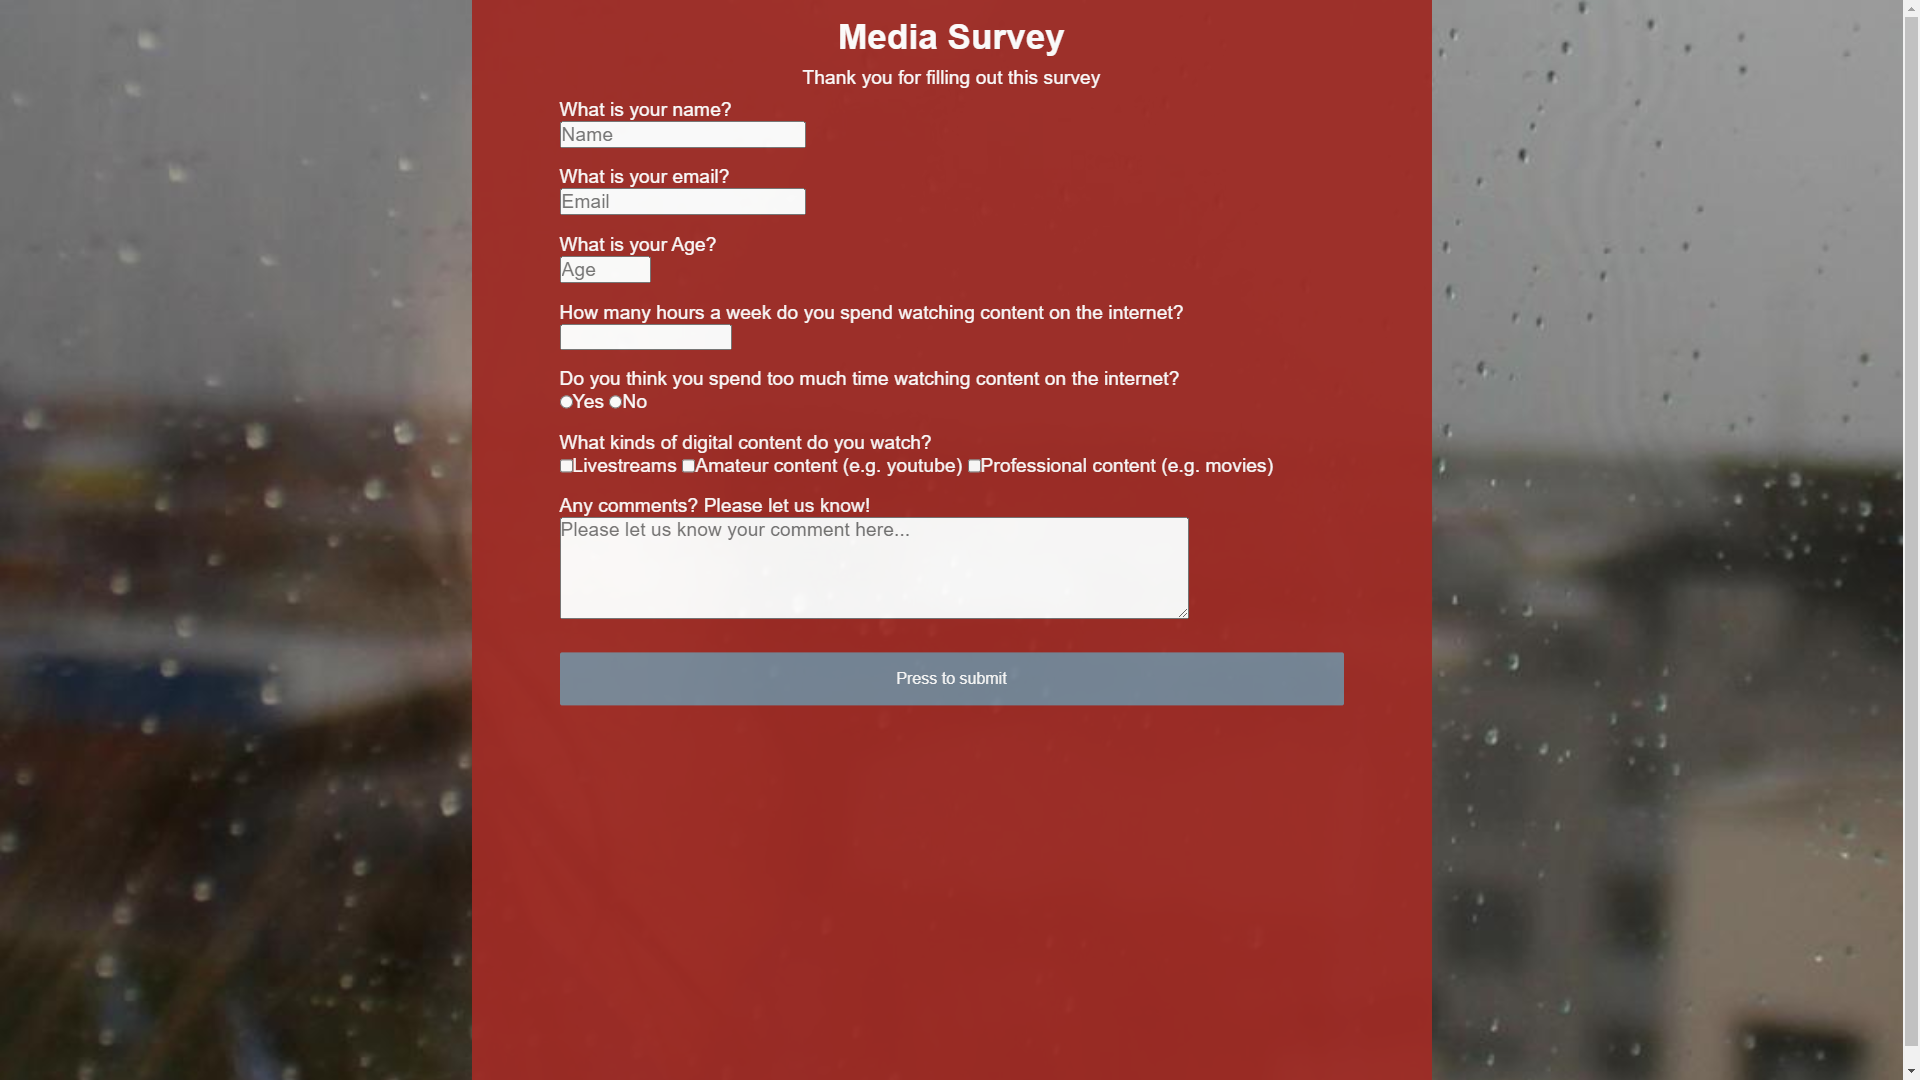 Media Survey
Thank you for filling out this survey
What is your name?
Name
What is your email?
Email
What is your Age?
Age
How many hours a week do you spend watching content on the internet?
Do you think you spend too much time watching content on the internet?
Yes No
What kinds of digital content do you watch?
Livestreams Amateur content (e.g. youtube) Professional content (e.g. movies)
Any comments? Please let us know!
Please let us know your comment here...
Press to submit